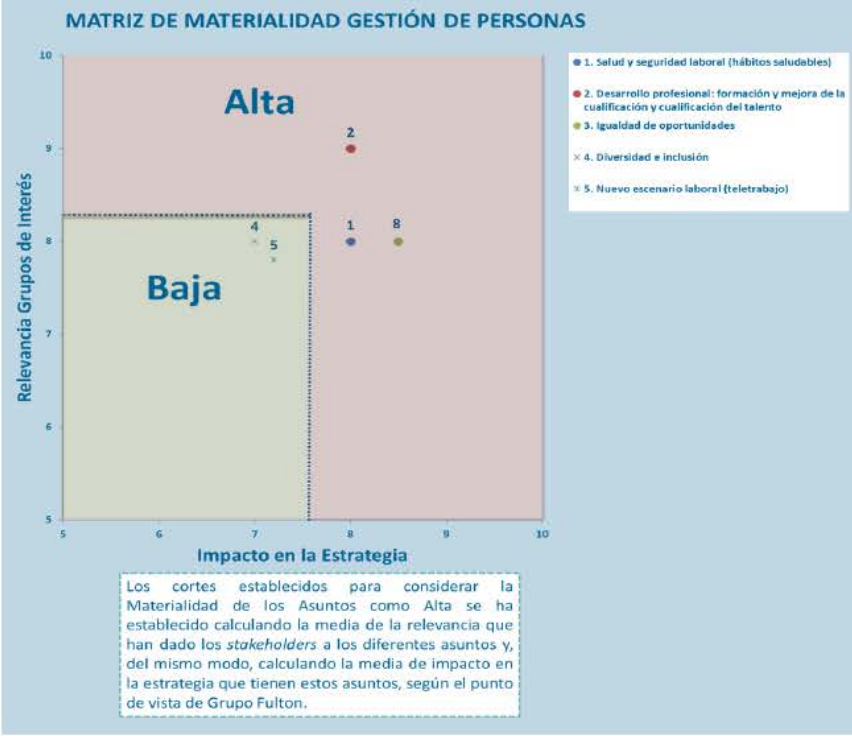 MATRIZ DE MATERIALIDAD GESTIÓN DE PERSONAS
10
9
8
7
6
5
Relevancia Grupos de Interés
Alta
2
4
5
1
8
Baja
5
6
7
8
9
10
Impacto en la Estrategia
1. Salud y seguridad laboral (hábitos saludables)
2. Desarrollo profesional: formación y mejora de la
cualificación y cualificación del talento
3. Igualdad de oportunidades
4. Diversidad e inclusión
5. Nuevo escenario laboral (teletrabajo)
Los cortes establecidos para considerar la
Materialidad de los Asuntos como Alta se ha
establecido calculando la media de la relevancia que
han dado los stakeholders a los diferentes asuntos y,
del mismo modo, calculando la media de impacto en
la estrategia que tienen estos asuntos, según el punto
de vista de Grupo Fulton.